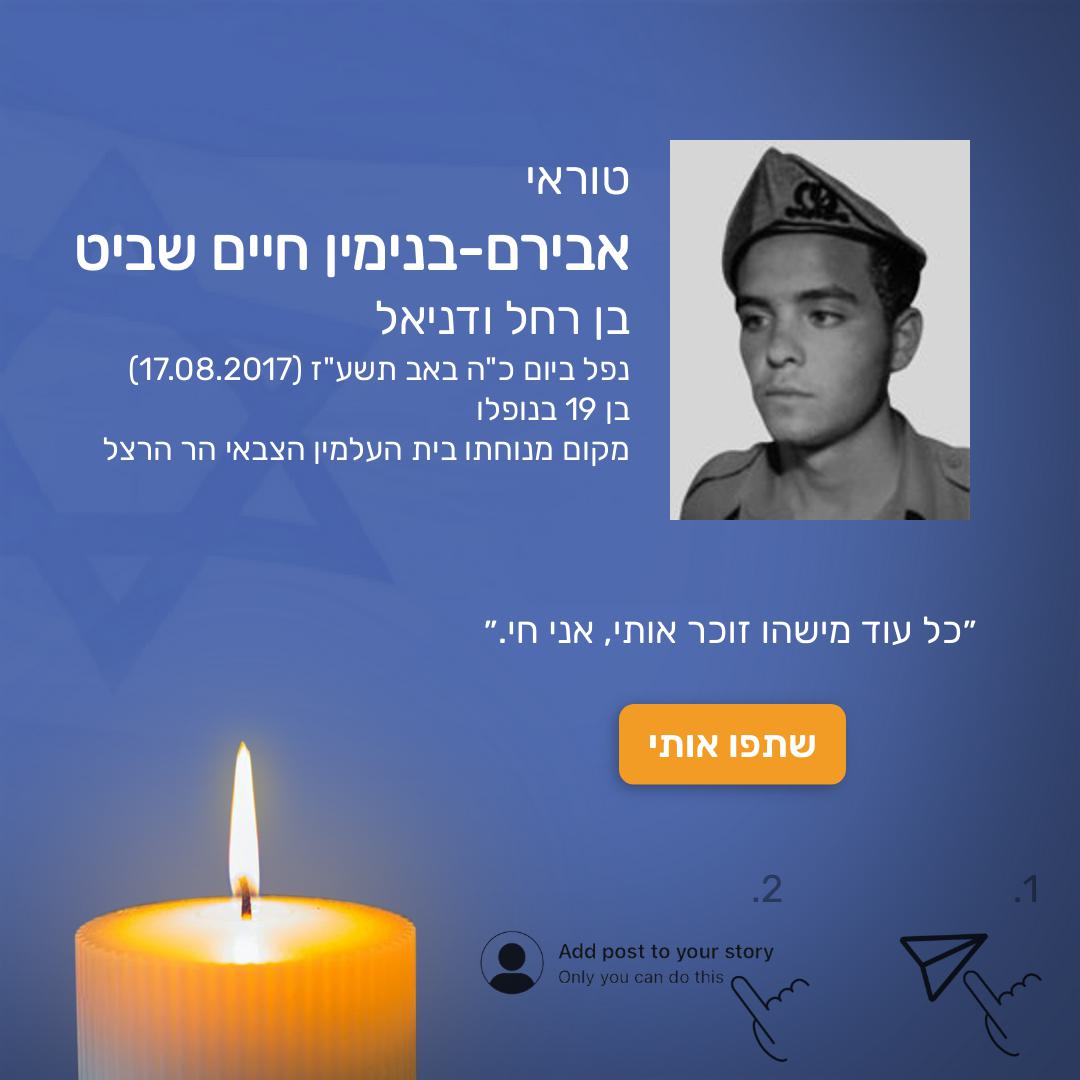 טוראי
אבירם-בנימין חיים שביט
בן רחל ודניאל
נפל ביום כ"ה באב תשע"ז (17.08.2017)
בן 19 בנופלו
מקום מנוחתו בית העלמין הצבאי הר הרצל
״כל עוד מישהו זוכר אותי, אני חי.״
שתפו אותי
1.
2.
Add post to your story
Only you can do this